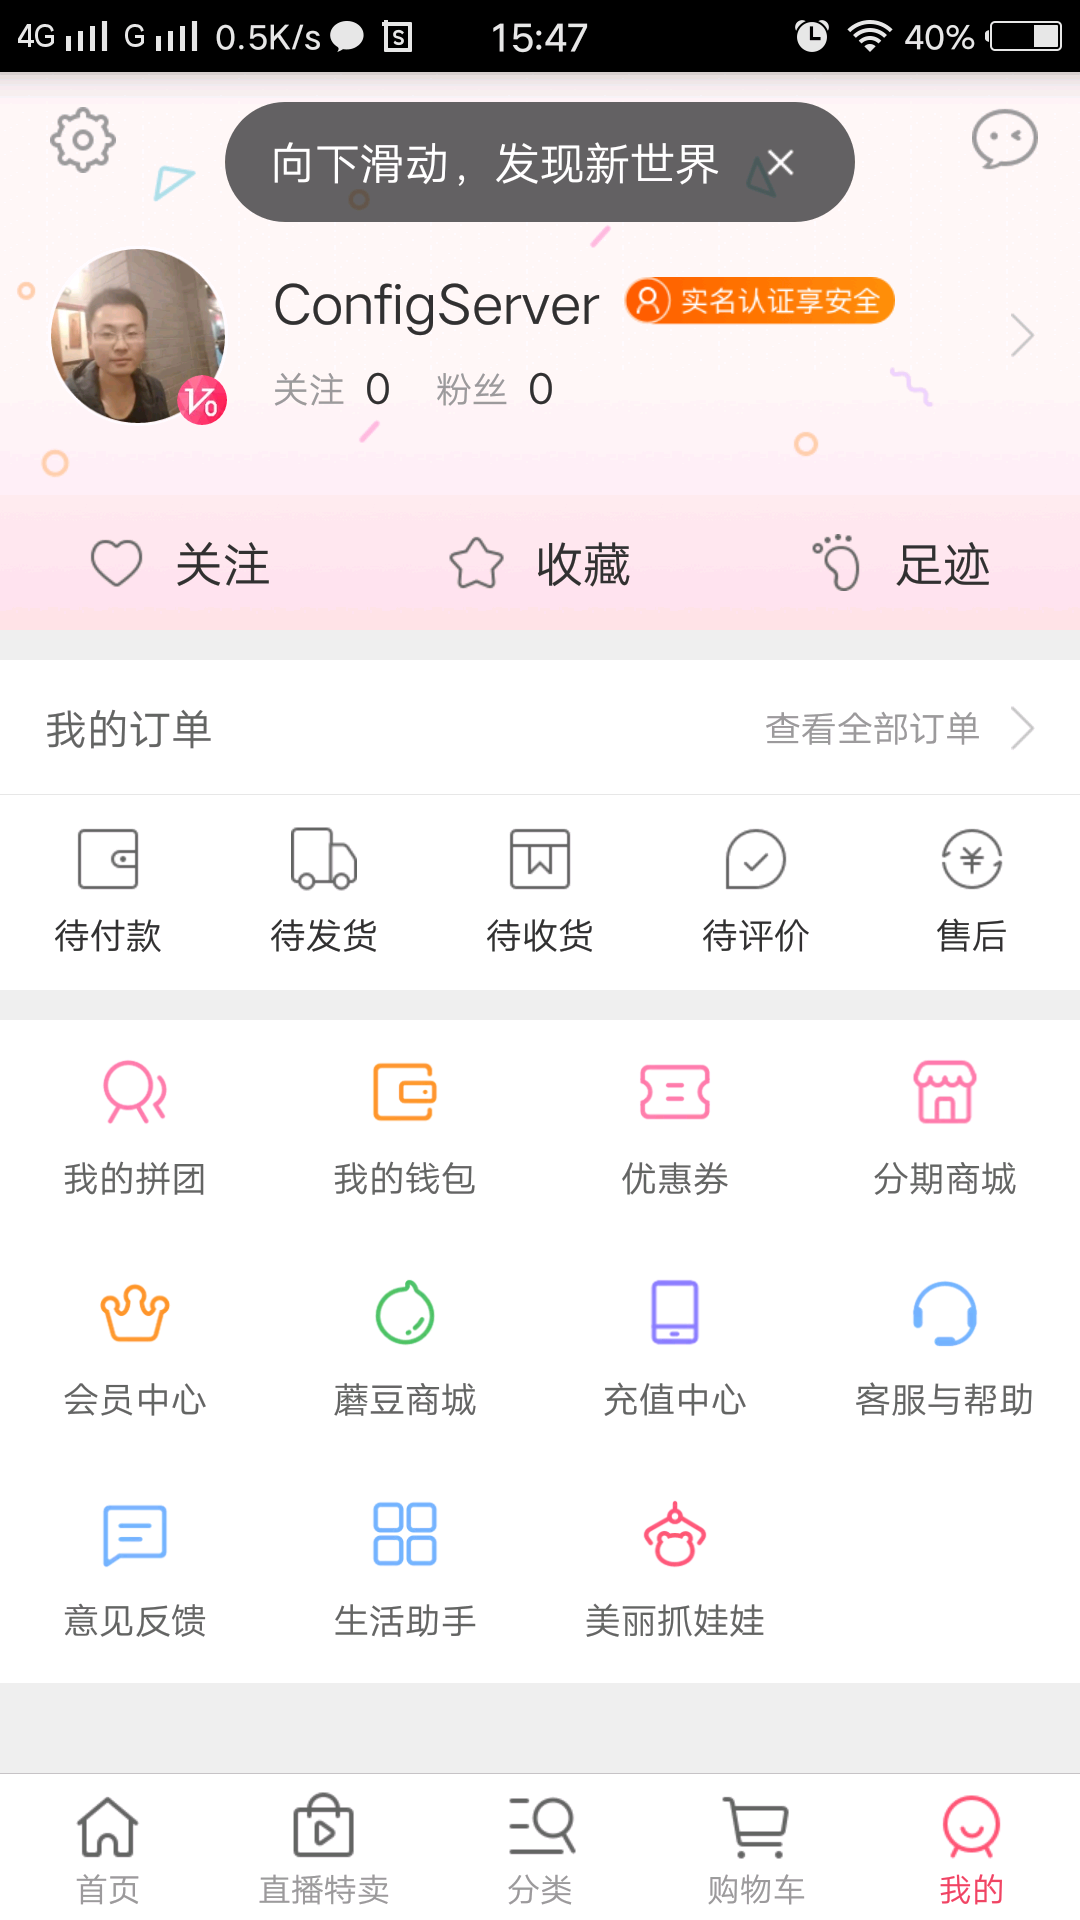 4G G 0.5K/s S 15:47 40%
向下滑动，发现新世界 ×
ConfigServer 实名认证享安全
关注 0 粉丝 0
V0
关注 收藏 足迹
我的订单 查看全部订单
待付款 待发货 待收货 待评价 售后
我的拼团 我的钱包 优惠券 分期商城
会员中心 蘑豆商城 充值中心 客服与帮助
意见反馈 生活助手 美丽抓娃娃
首页 直播特卖 分类 购物车 我的